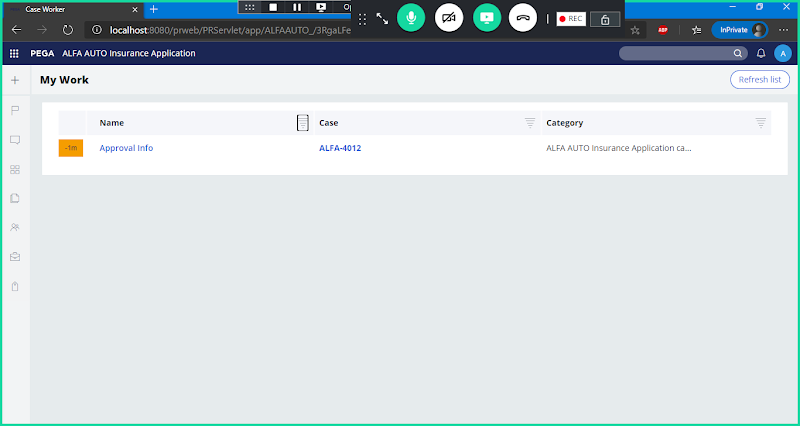 Case Worker
Op
localhost:8080/prweb/PRServlet/app/ALFAAUTO_/3RgaLFe
REC
ABP
InPrivate
PEGA ALFA AUTO Insurance Application
A
My Work
Refresh list
Name Case Category
-1m Approval Info ALFA-4012 ALFA AUTO Insurance Application ca...